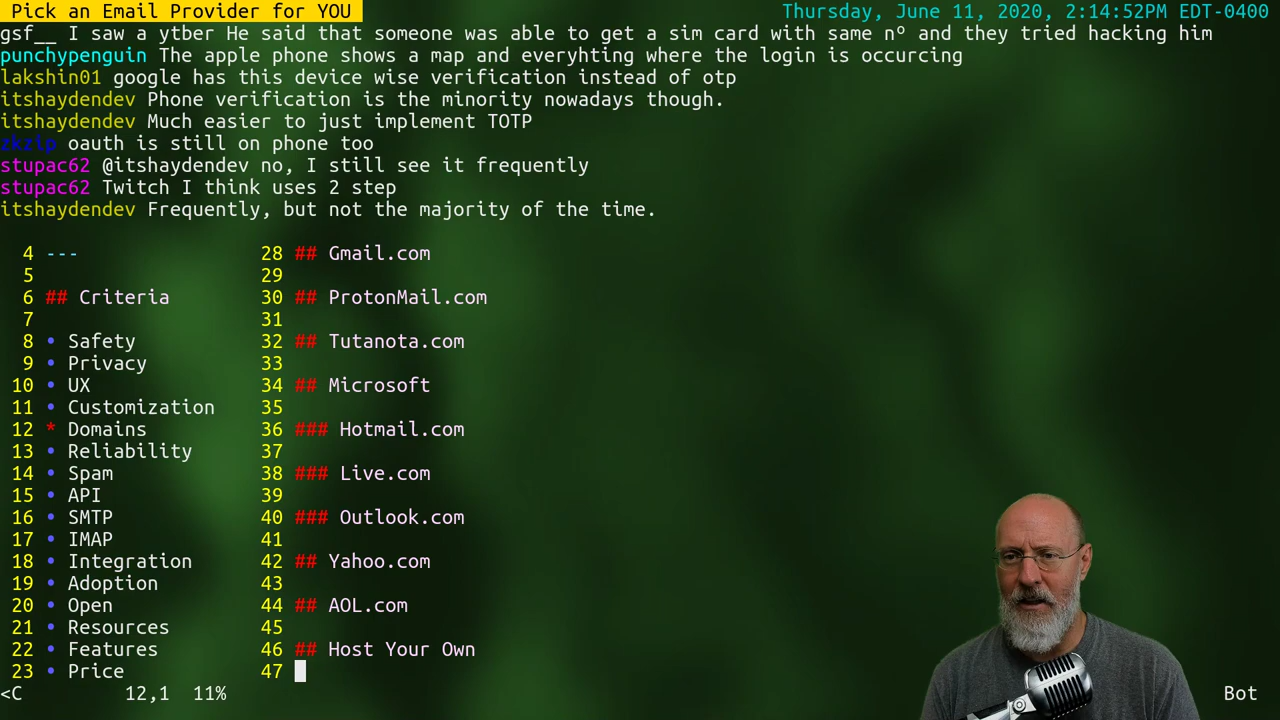 Pick an Email Provider for YOU
Thursday, June 11, 2020, 2:14:52PM EDT-0400
gsf__ I saw a ytber He said that someone was able to get a sim card with same nº and they tried hacking him
punchypenguin The apple phone shows a map and everyhting where the login is occurcing
lakshin01 google has this device wise verification instead of otp
itshaydendev Phone verification is the minority nowadays though.
itshaydendev Much easier to just implement TOTP
zkzip oauth is still on phone too
stupac62 @itshaydendev no, I still see it frequently
stupac62 Twitch I think uses 2 step
itshaydendev Frequently, but not the majority of the time.
4 ---
5
6 ## Criteria
7
8 • Safety
9 • Privacy
10 • UX
11 • Customization
12 * Domains
13 • Reliability
14 • Spam
15 • API
16 • SMTP
17 • IMAP
18 • Integration
19 • Adoption
20 • Open
21 • Resources
22 • Features
23 • Price
28 ## Gmail.com
29
30 ## ProtonMail.com
31
32 ## Tutanota.com
33
34 ## Microsoft
35
36 ### Hotmail.com
37
38 ### Live.com
39
40 ### Outlook.com
41
42 ## Yahoo.com
43
44 ## AOL.com
45
46 ## Host Your Own
47
<C 12,1 11% Bot